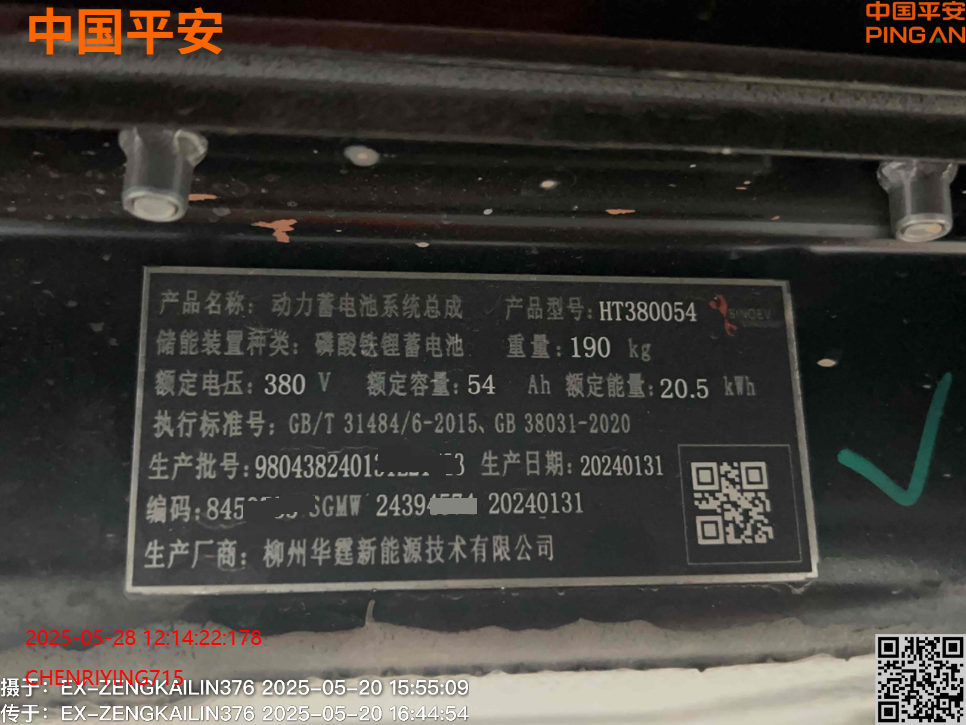 中国平安
中国平安
PING AN
产品名称: 动力蓄电池系统总成 产品型号: HT380054 SINOEV
储能装置种类: 磷酸铁锂蓄电池 重量: 190 kg
额定电压: 380 V 额定容量: 54 Ah 额定能量: 20.5 kWh
执行标准号: GB/T 31484/6-2015、GB 38031-2020
生产批号: 生产日期: 20240131
编码: SGMW 20240131
生产厂商: 柳州华霆新能源技术有限公司
2025-05-28 12:14:22:178
CHENRIYING715
摄于: EX-ZENGKAILIN376 2025-05-20 15:55:09
传于: EX-ZENGKAILIN376 2025-05-20 16:44:54